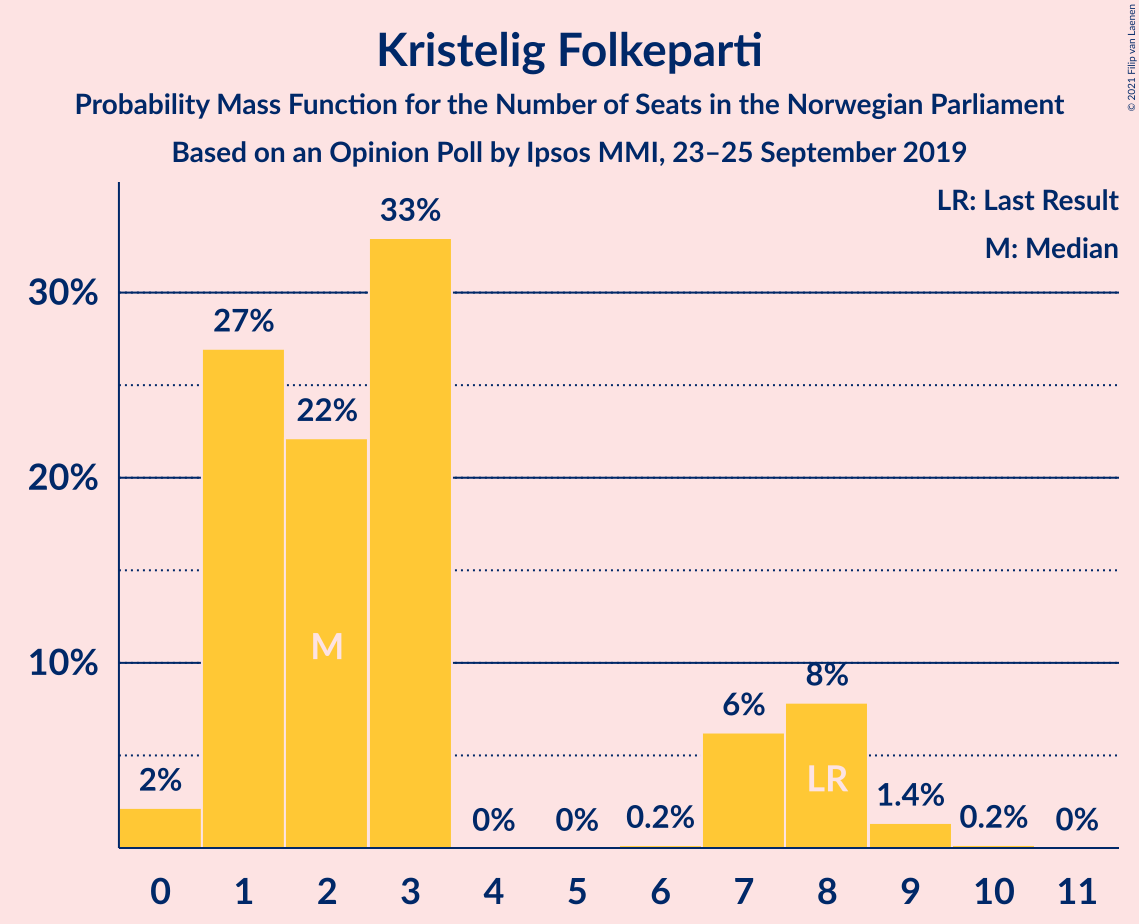 © 2021 Filip van Laenen
Kristelig Folkeparti
Probability Mass Function for the Number of Seats in the Norwegian Parliament
Based on an Opinion Poll by Ipsos MMI, 23–25 September 2019
LR: Last Result
M: Median
30%
20%
10%
2%
27%
22%
33%
0%
0%
0.2%
6%
8%
1.4%
0.2%
0%
M
LR
0 1 2 3 4 5 6 7 8 9 10 11